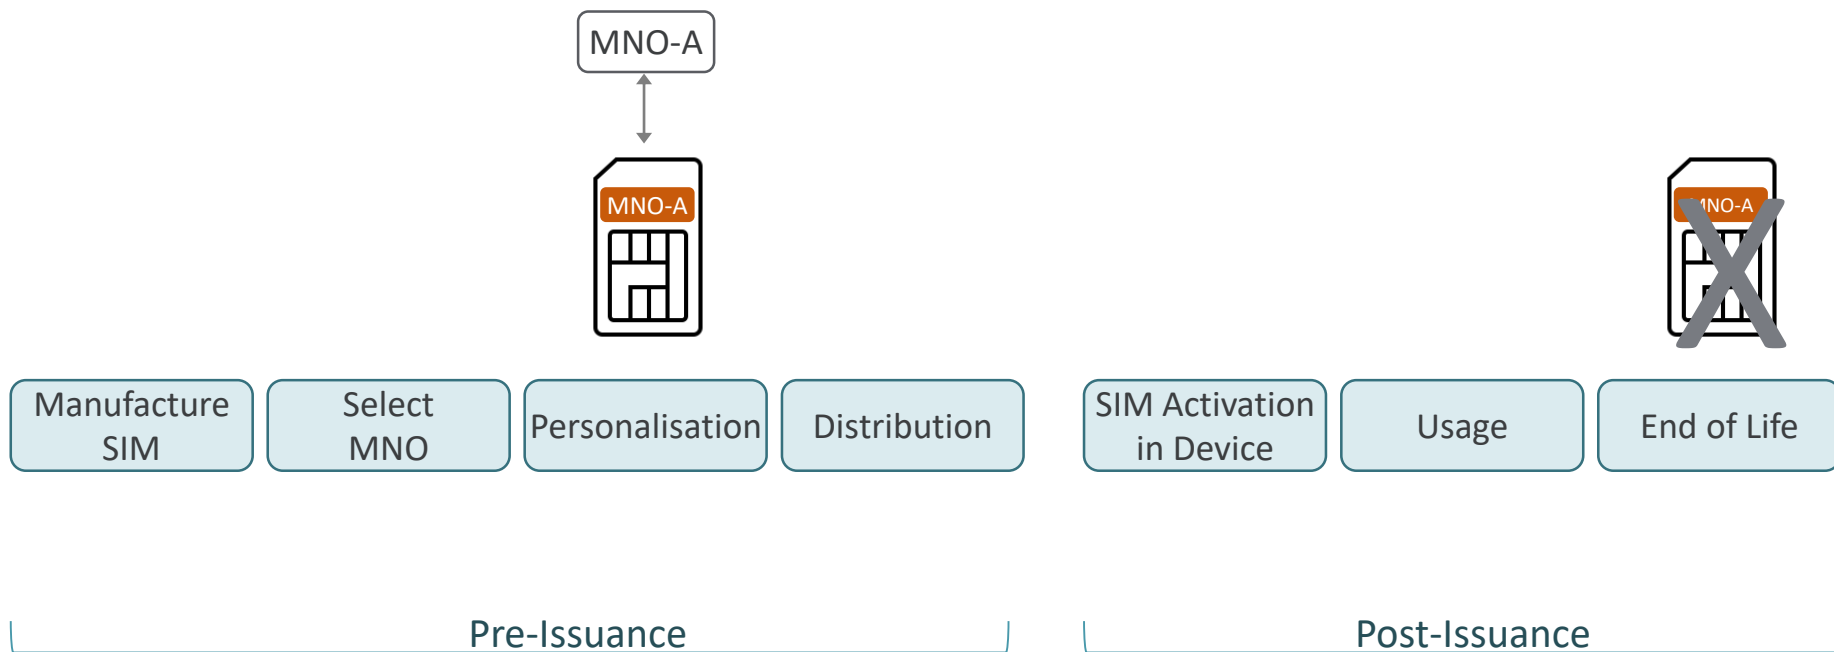 MNO-A
MNO-A
MNO-A
Manufacture
SIM
Select
MNO
Personalisation
Distribution
SIM Activation
in Device
Usage
End of Life
Pre-Issuance
Post-Issuance